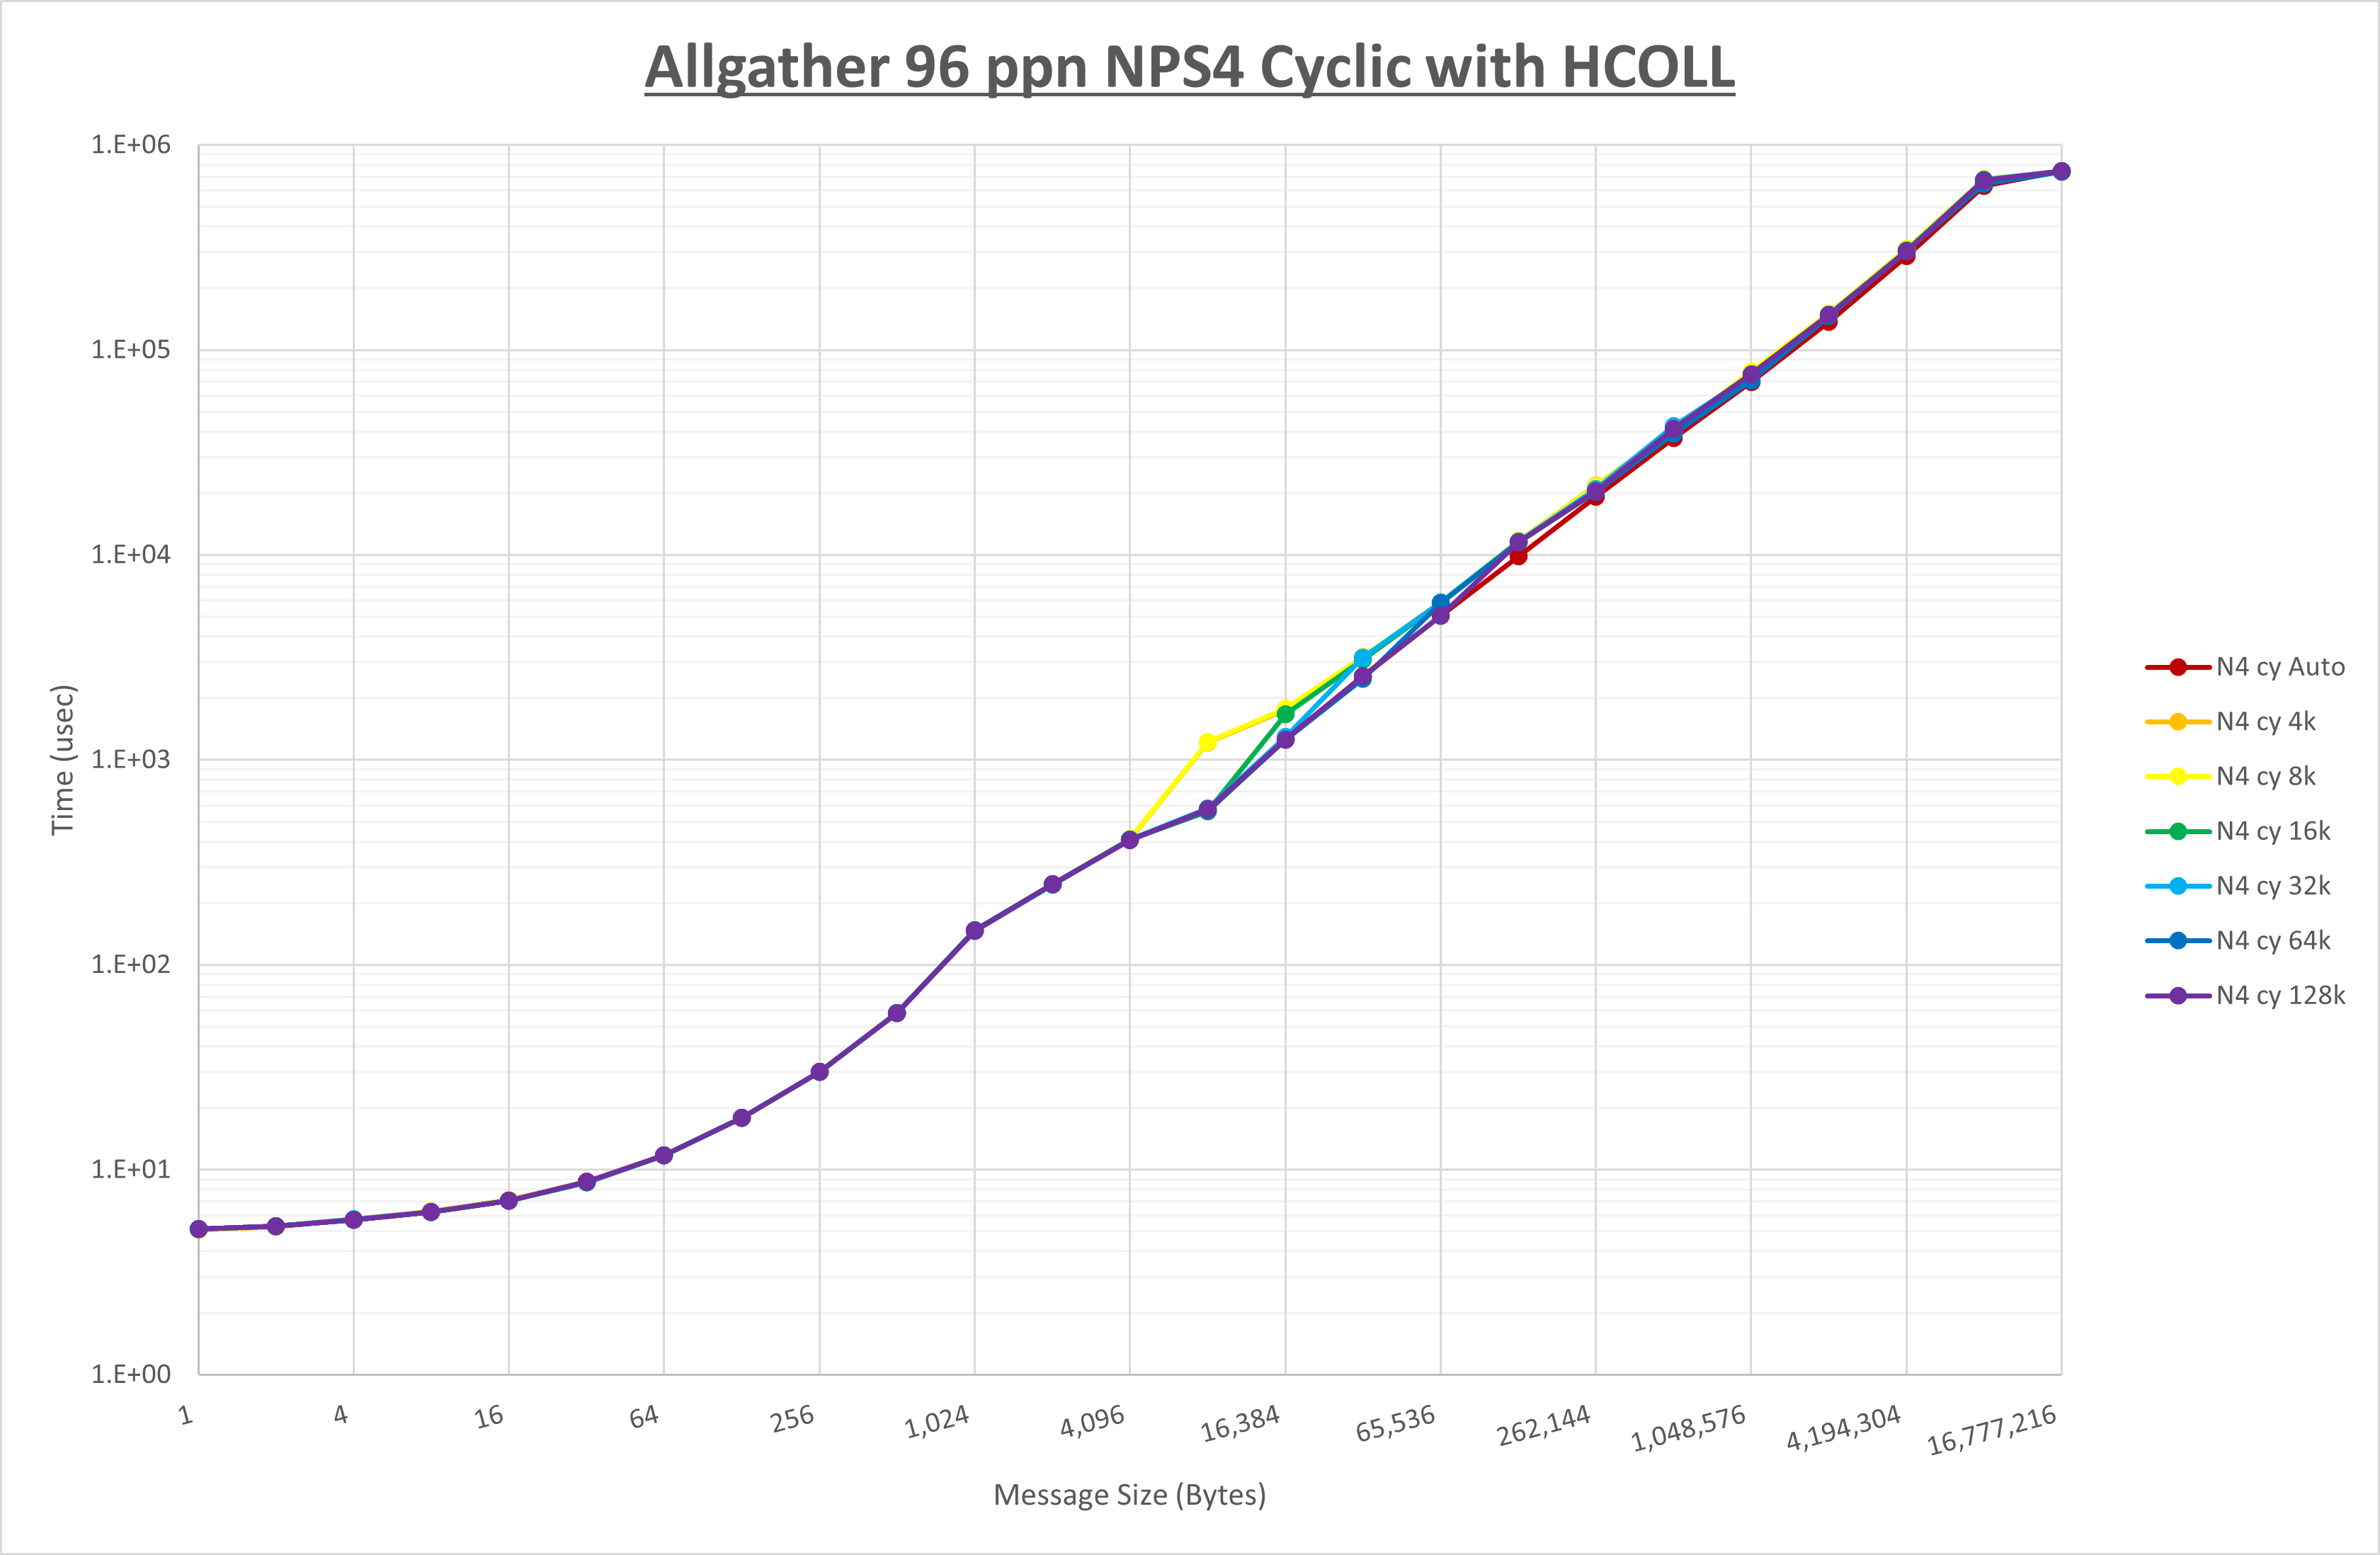 Allgather 96 ppn NPS4 Cyclic with HCOLL
1.E+06
1.E+05
1.E+04
1.E+03
1.E+02
1.E+01
1.E+00
Time (usec)
1
4
16
64
256
1,024
4,096
16,384
65,536
262,144
1,048,576
4,194,304
16,777,216
Message Size (Bytes)
N4 cy Auto
N4 cy 4k
N4 cy 8k
N4 cy 16k
N4 cy 32k
N4 cy 64k
N4 cy 128k